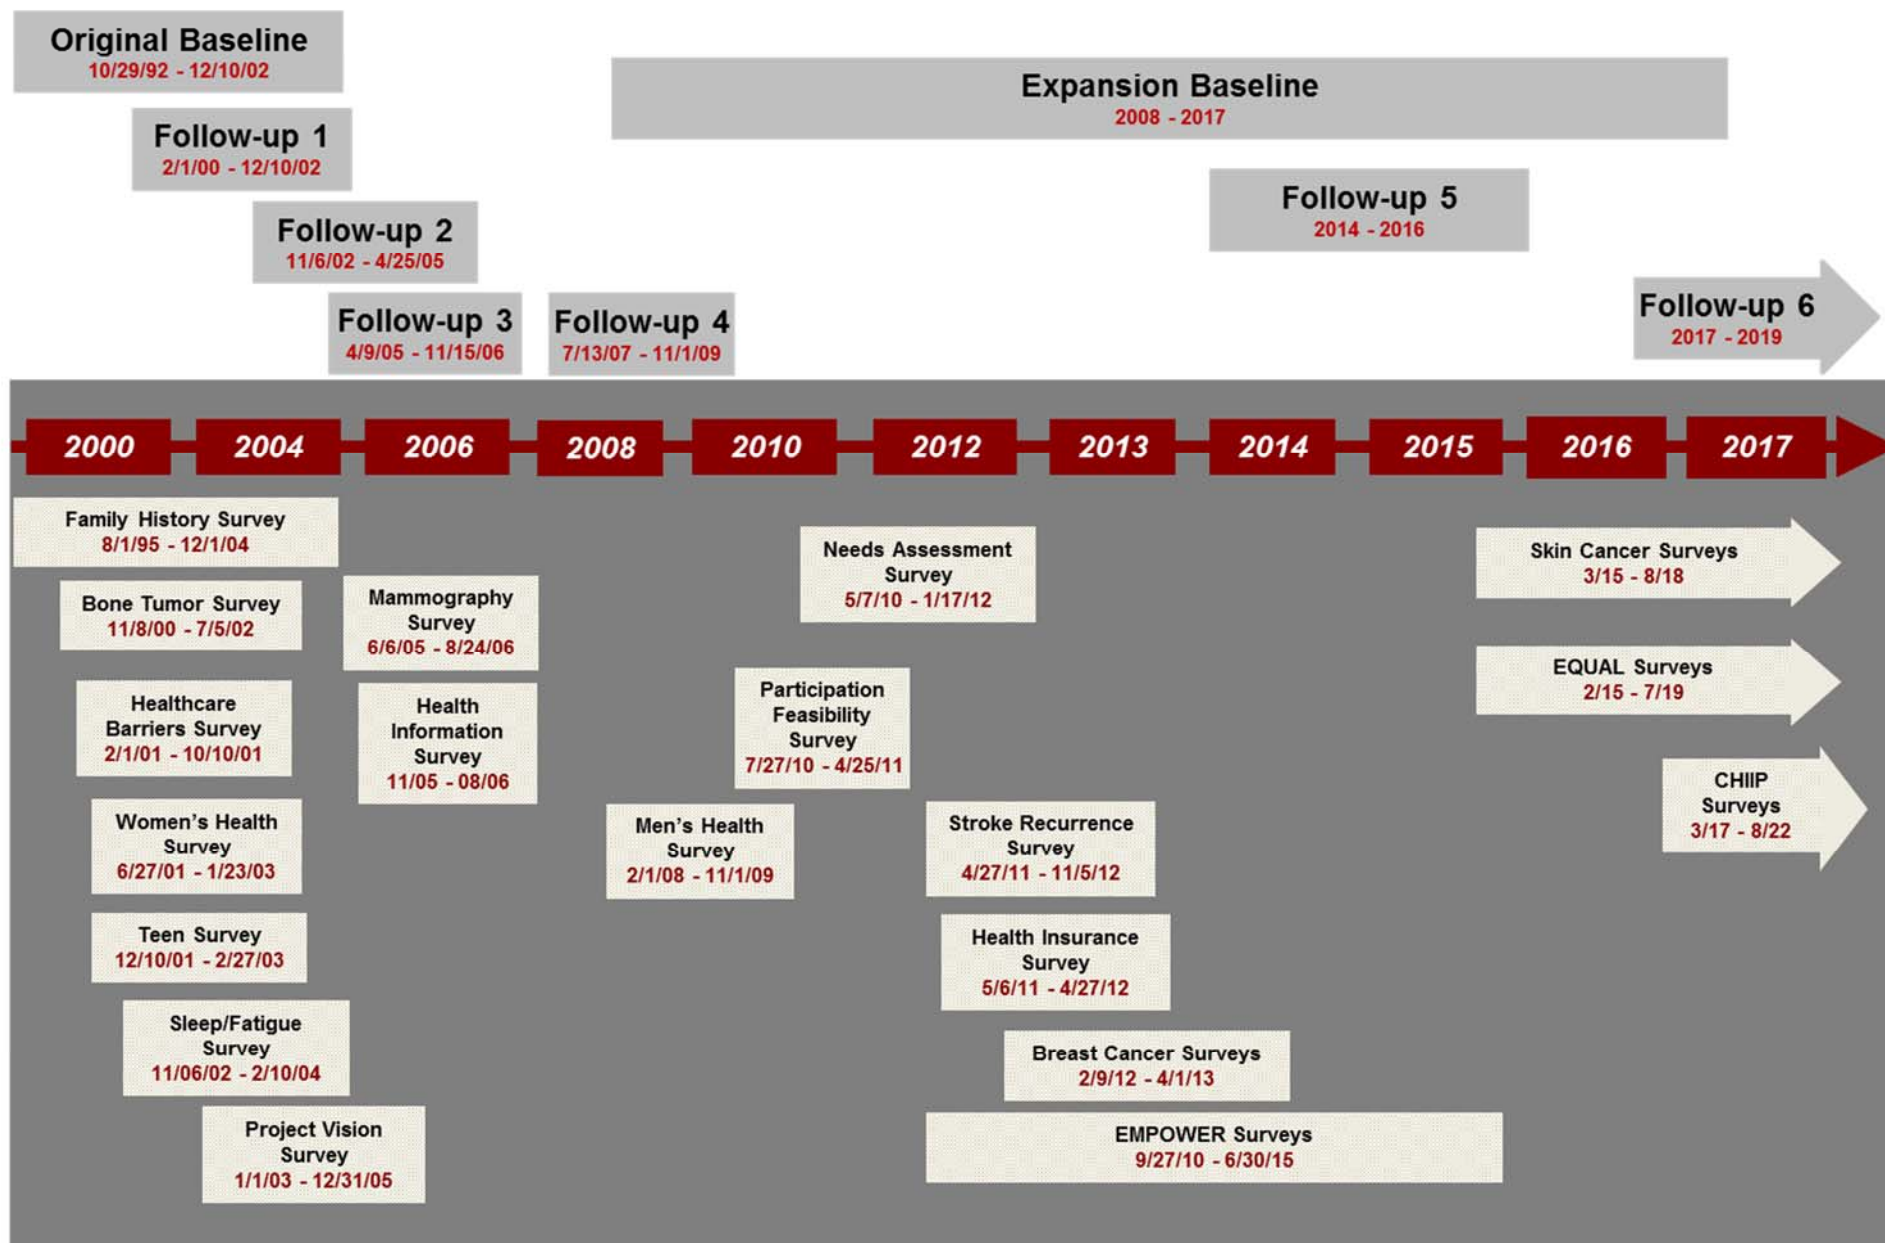 Original Baseline
10/29/92 - 12/10/02
Expansion Baseline
2008 - 2017
Follow-up 1
2/1/00 - 12/10/02
Follow-up 5
2014 - 2016
Follow-up 2
11/6/02 - 4/25/05
Follow-up 3
4/9/05 - 11/15/06
Follow-up 4
7/13/07 - 11/1/09
Follow-up 6
2017 - 2019
2000
2004
2006
2008
2010
2012
2013
2014
2015
2016
2017
Family History Survey
8/1/95 - 12/1/04
Bone Tumor Survey
11/8/00 - 7/5/02
Healthcare
Barriers Survey
2/1/01 - 10/10/01
Women's Health
Survey
6/27/01 - 1/23/03
Teen Survey
12/10/01 - 2/27/03
Sleep/Fatigue
Survey
11/06/02 - 2/10/04
Project Vision
Survey
1/1/03 - 12/31/05
Mammography
Survey
6/6/05 - 8/24/06
Health
Information
Survey
11/05 - 08/06
Needs Assessment
Survey
5/7/10 - 1/17/12
Participation
Feasibility
Survey
7/27/10 - 4/25/11
Men's Health
Survey
2/1/08 - 11/1/09
Stroke Recurrence
Survey
4/27/11 - 11/5/12
Health Insurance
Survey
5/6/11 - 4/27/12
Breast Cancer Surveys
2/9/12 - 4/1/13
EMPOWER Surveys
9/27/10 - 6/30/15
Skin Cancer Surveys
3/15 - 8/18
EQUAL Surveys
2/15 - 7/19
CHIIP
Surveys
3/17 - 8/22